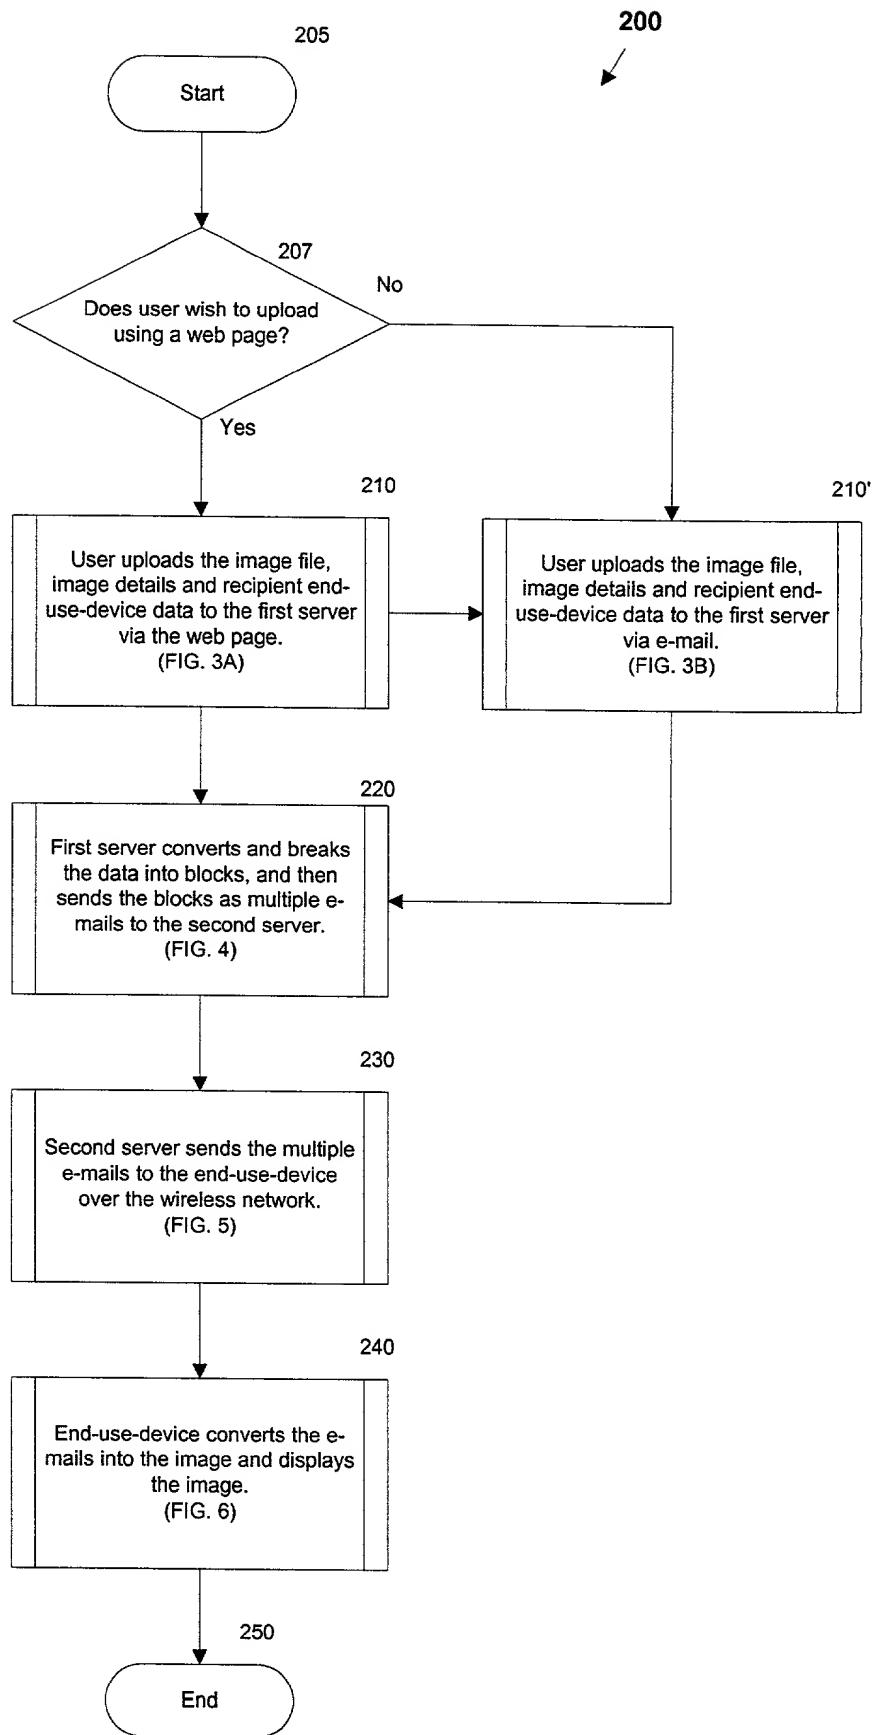 205
200
Start
207
No
Does user wish to upload
using a web page?
Yes
210
210'
User uploads the image file,
image details and recipient end-
use-device data to the first server
via the web page.
(FIG. 3A)
User uploads the image file,
image details and recipient end-
use-device data to the first server
via e-mail.
(FIG. 3B)
220
First server converts and breaks
the data into blocks, and then
sends the blocks as multiple e-
mails to the second server.
(FIG. 4)
230
Second server sends the multiple
e-mails to the end-use-device
over the wireless network.
(FIG. 5)
240
End-use-device converts the e-
mails into the image and displays
the image.
(FIG. 6)
250
End